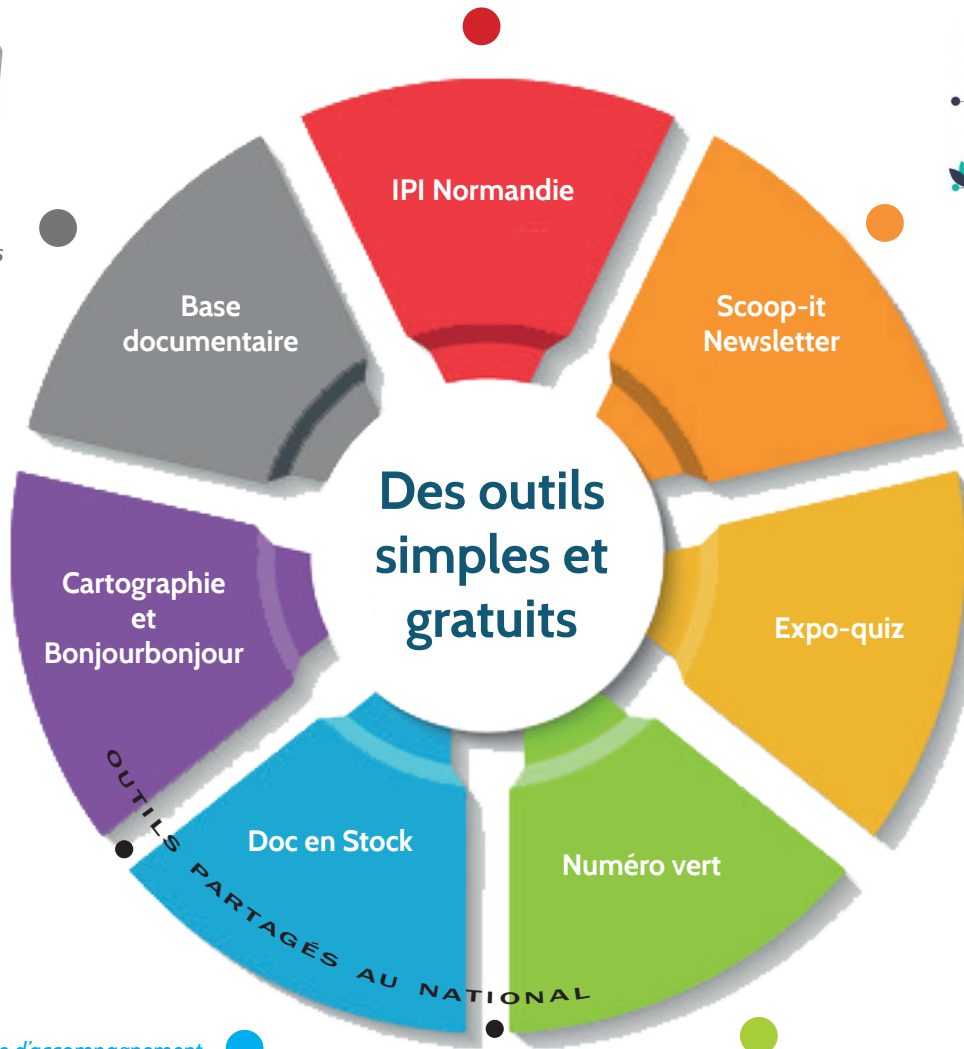 IPI Normandie
Scoop-it
Newsletter
Base
documentaire
Des outils
simples et
gratuits
Cartographie
et
Bonjourbonjour
Expo-quiz
Doc en Stock
Numéro vert
OUTILS PARTAGÉS AU NATIONAL
d'accompagnement